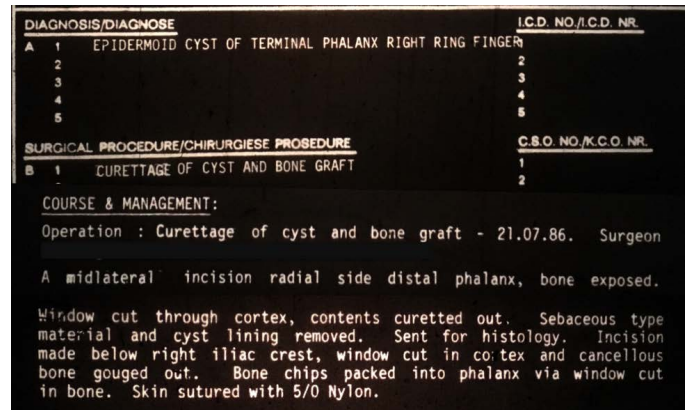 DIAGNOSIS/DIAGNOSE I.C.D. NO./I.C.D. NR.
A 1 EPIDERMOID CYST OF TERMINAL PHALANX RIGHT RING FINGER 1
2 2
3 3
4 4
5 5
SURGICAL PROCEDURE/CHIRURGIESE PROSEDURE C.S.O. NO./K.C.O. NR.
B 1 CURETTAGE OF CYST AND BONE GRAFT 1
2
COURSE & MANAGEMENT:
Operation : Curettage of cyst and bone graft - 21.07.86. Surgeon
A midlateral incision radial side distal phalanx, bone exposed.
Window cut through cortex, contents curetted out. Sebaceous type
material and cyst lining removed. Sent for histology. Incision
made below right iliac crest, window cut in cortex and cancellous
bone gouged out. Bone chips packed into phalanx via window cut
in bone. Skin sutured with 5/0 Nylon.